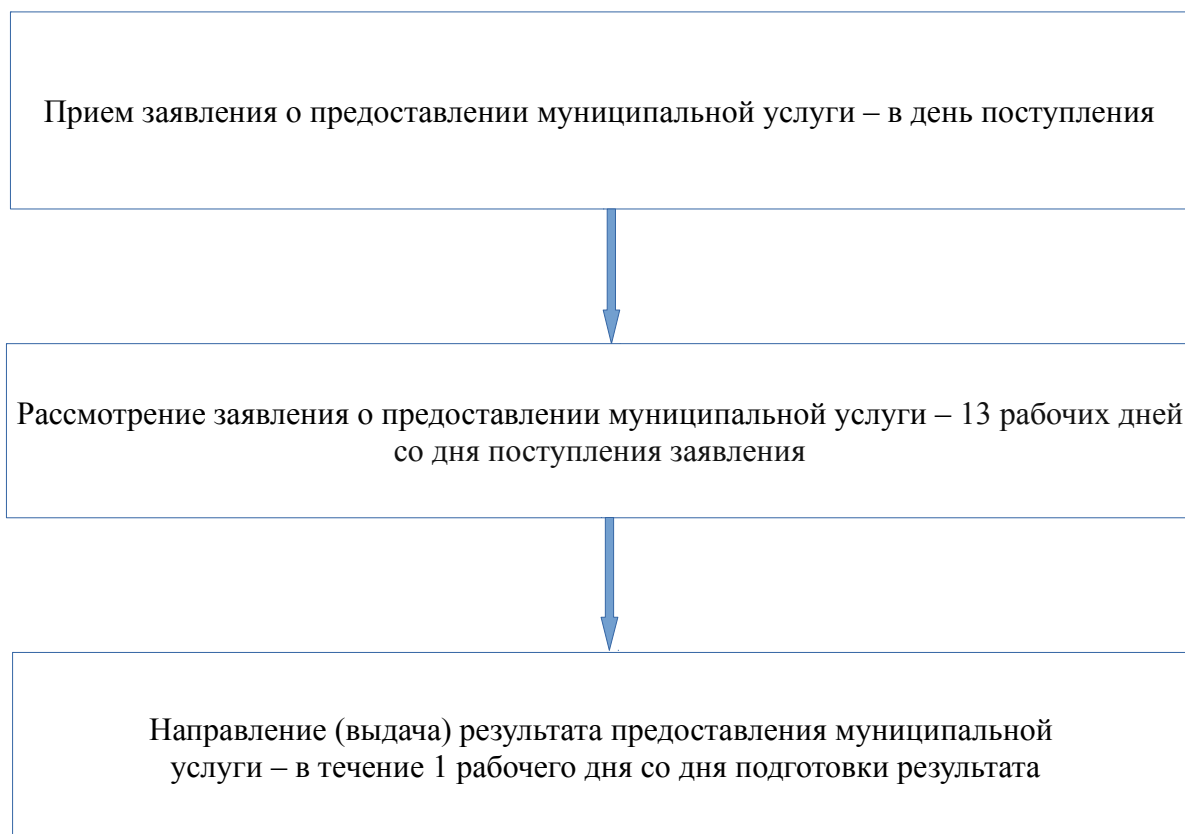 Прием заявления о предоставлении муниципальной услуги – в день поступления
Рассмотрение заявления о предоставлении муниципальной услуги – 13 рабочих дней
со дня поступления заявления
Направление (выдача) результата предоставления муниципальной
услуги – в течение 1 рабочего дня со дня подготовки результата